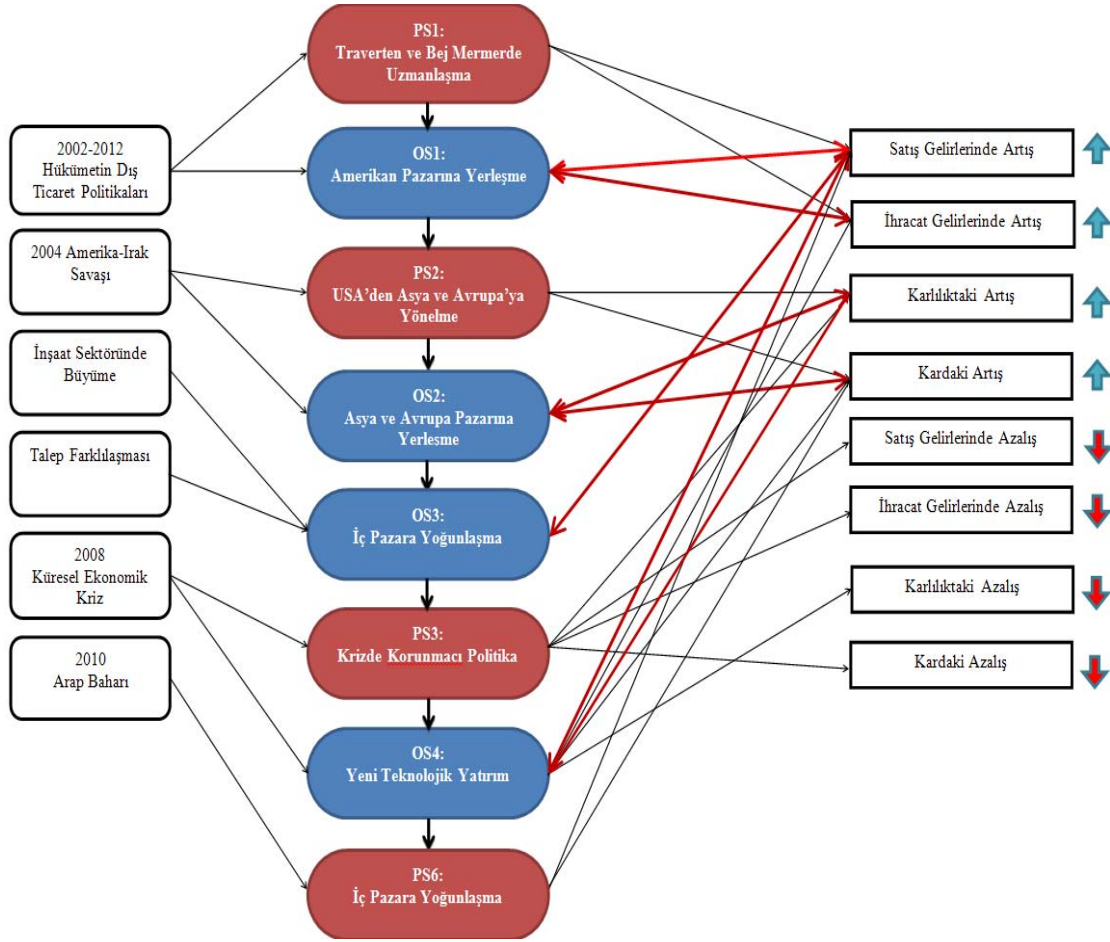 PS1:
Traverten ve Bej Mermerde
Uzmanlaşma
2002-2012
Hükümetin Dış
Ticaret Politikaları
2004 Amerika-Irak
Savaşı
İnşaat Sektöründe
Büyüme
Talep Farklılaşması
2008
Küresel Ekonomik
Kriz
2010
Arap Baharı
OS1:
Amerikan Pazarına Yerleşme
PS2:
USA'den Asya ve Avrupa'ya
Yönelme
OS2:
Asya ve Avrupa Pazarına
Yerleşme
OS3:
İç Pazara Yoğunlaşma
PS3:
Krizde Korunmacı Politika
OS4:
Yeni Teknolojik Yatırım
PS6:
İç Pazara Yoğunlaşma
Satış Gelirlerinde Artış
İhracat Gelirlerinde Artış
Karlılıktaki Artış
Kardaki Artış
Satış Gelirlerinde Azalış
İhracat Gelirlerinde Azalış
Karlılıktaki Azalış
Kardaki Azalış